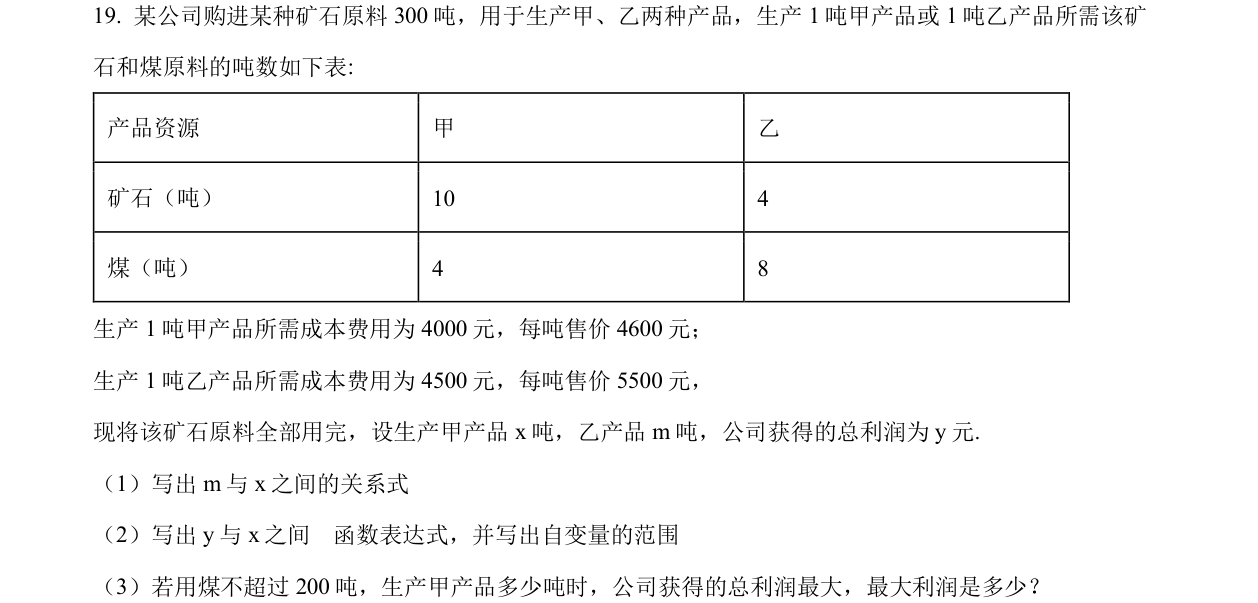 19. 某公司购进某种矿石原料 300 吨，用于生产甲、乙两种产品，生产 1 吨甲产品或 1 吨乙产品所需该矿
石和煤原料的吨数如下表:
产品资源 甲 乙
矿石（吨） 10 4
煤（吨） 4 8
生产 1 吨甲产品所需成本费用为 4000 元，每吨售价 4600 元；
生产 1 吨乙产品所需成本费用为 4500 元，每吨售价 5500 元，
现将该矿石原料全部用完，设生产甲产品 x 吨，乙产品 m 吨，公司获得的总利润为 y 元.
（1）写出 m 与 x 之间的关系式
（2）写出 y 与 x 之间 函数表达式，并写出自变量的范围
（3）若用煤不超过 200 吨，生产甲产品多少吨时，公司获得的总利润最大，最大利润是多少？